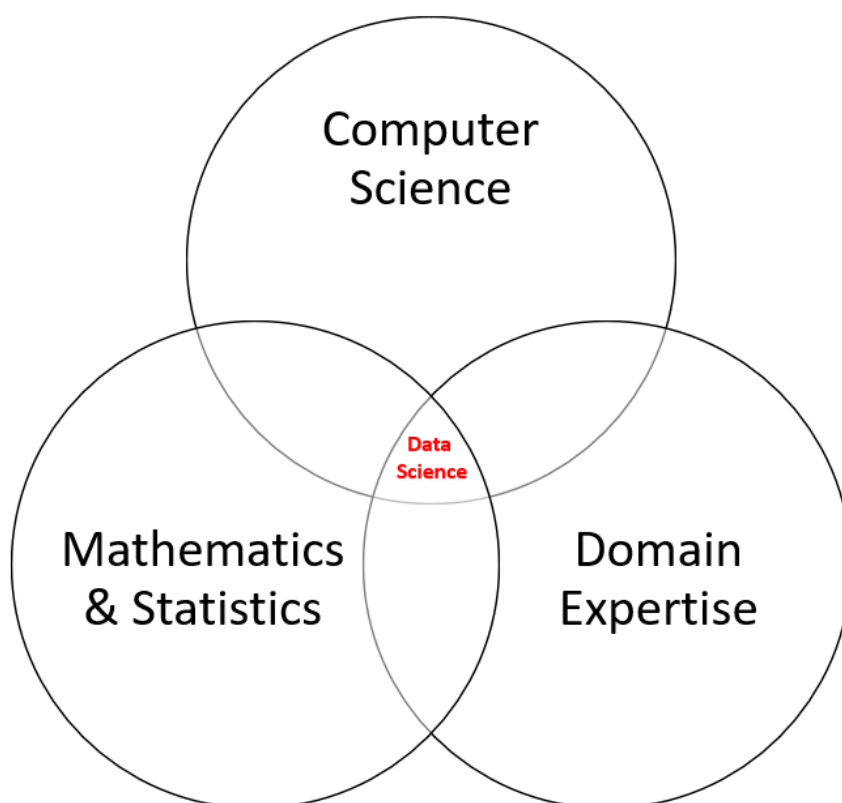 Computer
Science
Data
Science
Mathematics
& Statistics
Domain
Expertise